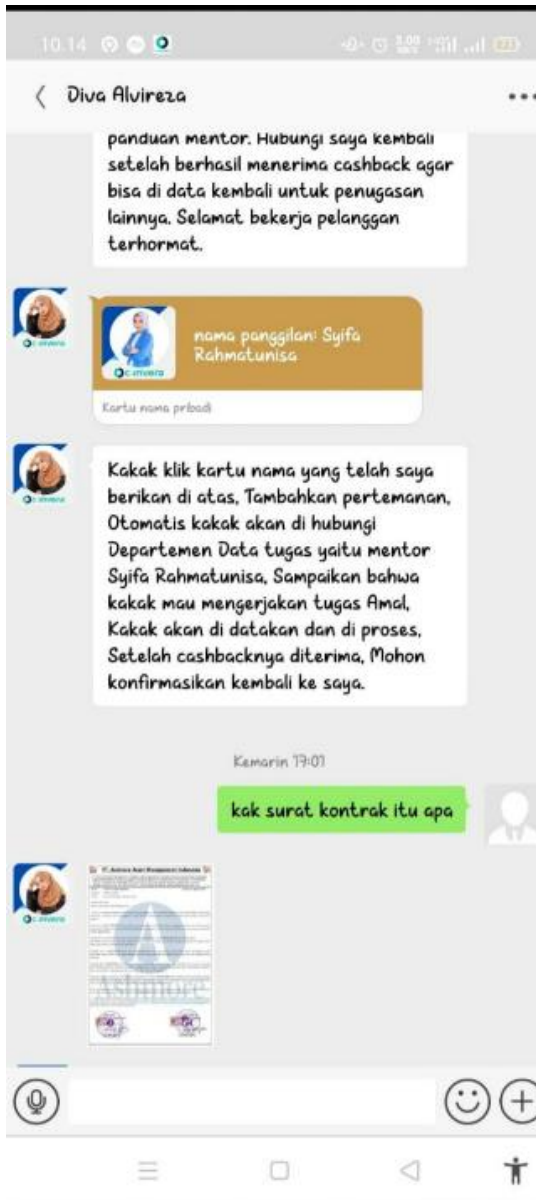 10.14
Diva Alvireza
panduan mentor. Hubungi saya kembali
setelah berhasil menerima cashback agar
bisa di data kembali untuk penugasan
lainnya. Selamat bekerja pelanggan
terhormat.
nama panggilan: Syifa
Rahmatunisa
Kartu nama pribadi
Kakak klik kartu nama yang telah saya
berikan di atas, Tambahkan pertemanan,
Otomatis kakak akan di hubungi
Departemen Data tugas yaitu mentor
Syifa Rahmatunisa, Sampaikan bahwa
kakak mau mengerjakan tugas Amal,
Kakak akan di datakan dan di proses,
Setelah cashbacknya diterima, Mohon
konfirmasikan kembali ke saya.
Kemarin 17:01
kak surat kontrak itu apa
Ashmore